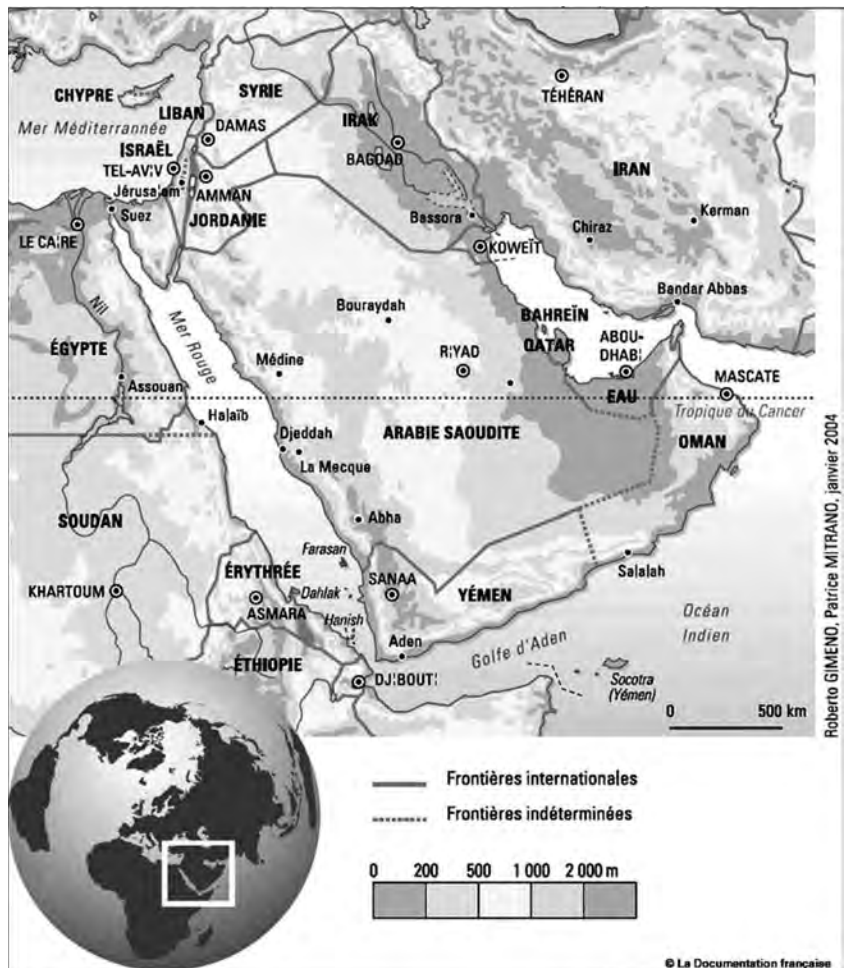 CHYPRE
SYRIE
TÉHÉRAN
LIBAN
Mer Méditerrannée
DAMAS
IRAK
ISRAËL
BAGDAD
IRAN
TEL-AVIV
Jérusalem
AMMAN
Kerman
Suez
JORDANIE
Bassora
Chiraz
LE CAIRE
KOWEÏT
Nil
Bandar Abbas
Bouraydah
BAHREÏN
Mer Rouge
QATAR
ABOU-
DHABI
ÉGYPTE
Médine
RIYAD
MASCATE
Assouan
EAU
Tropique du Cancer
Halaïb
ARABIE SAOUDITE
OMAN
Djeddah
La Mecque
SOUDAN
Abha
Farasan
Salalah
ÉRYTHRÉE
SANAA
KHARTOUM
Dahlak
YÉMEN
ASMARA
Hanish
Océan
Indien
Aden
Golfe d'Aden
ÉTHIOPIE
DJIBOUTI
Socotra
(Yémen)
0 500 km
Roberto GIMENO, Patrice MITRANO, janvier 2004
Frontières internationales
Frontières indéterminées
0 200 500 1 000 2 000 m
© La Documentation française